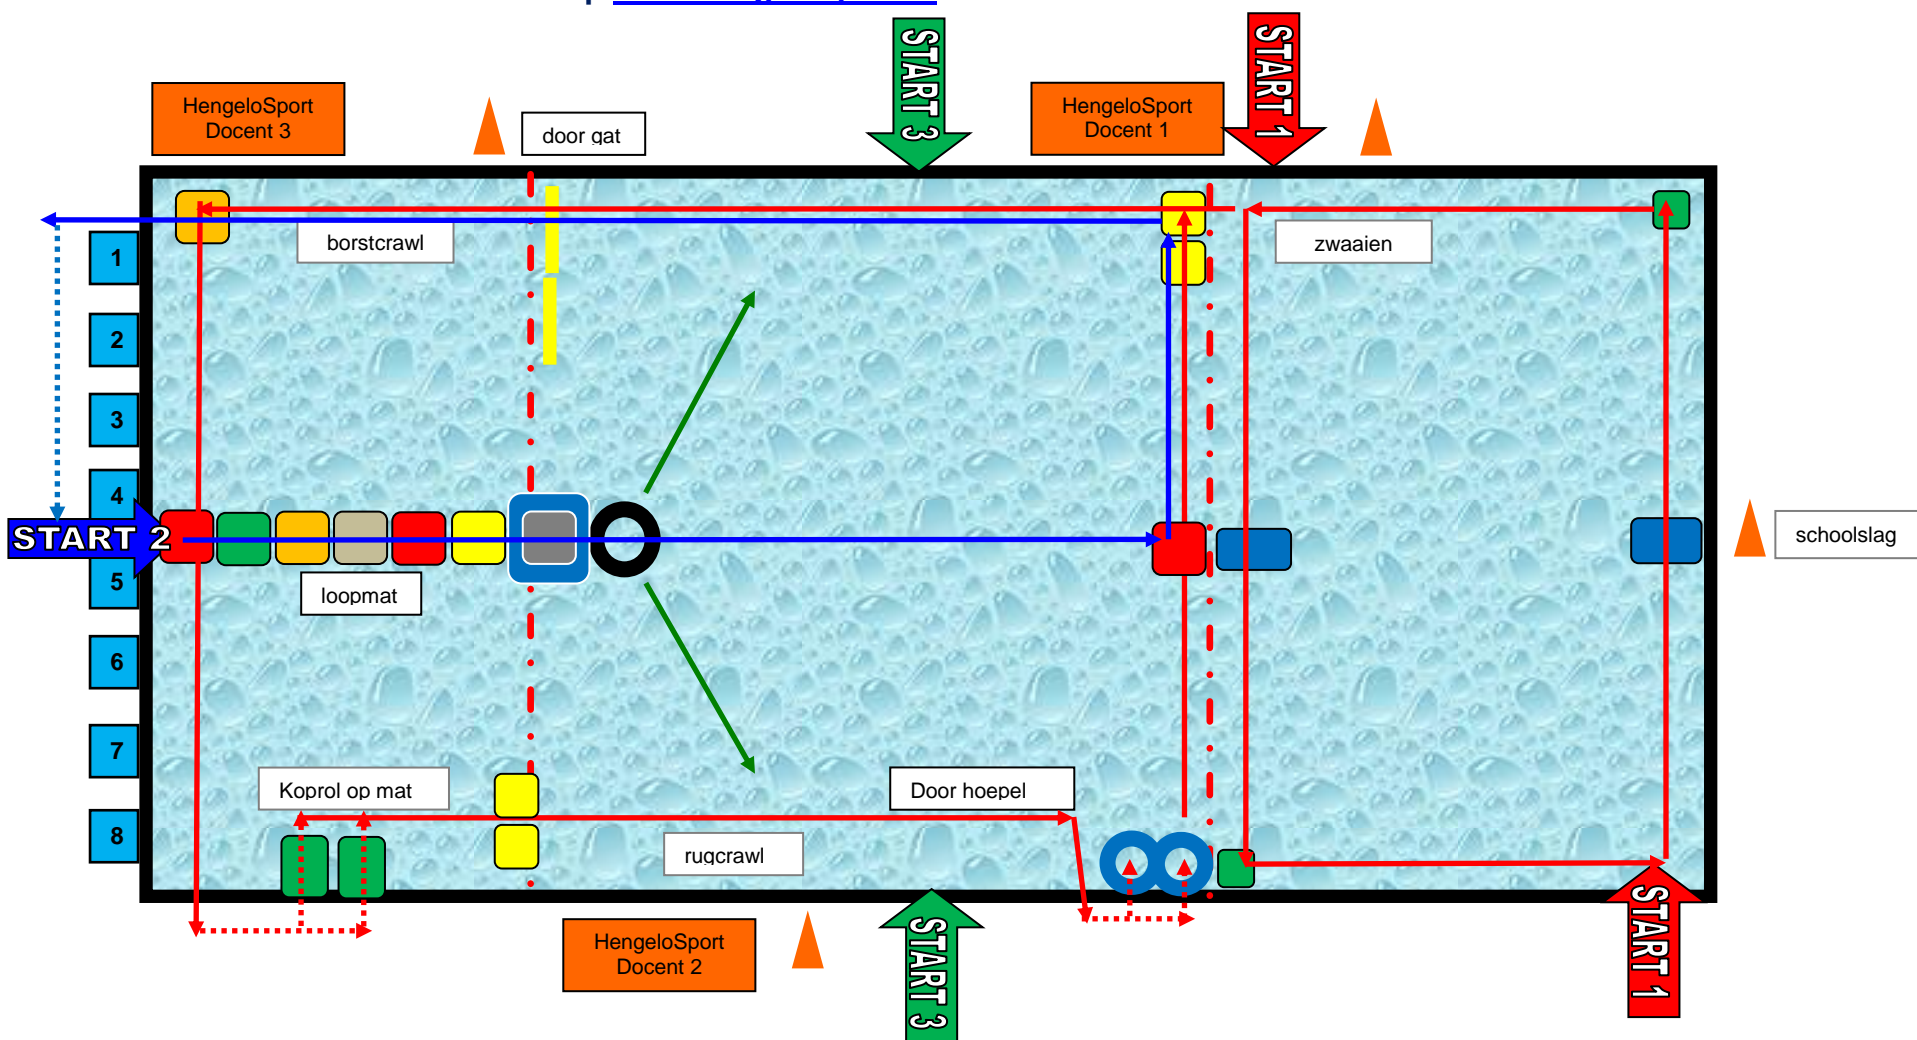 START 3
START 1
HengeloSport
Docent 3
door gat
HengeloSport
Docent 1
borstcrawl
zwaaien
1
2
3
4
START 2
schoolslag
5
loopmat
6
7
Koprol op mat
Door hoepel
8
rugcrawl
HengeloSport
Docent 2
START 3
START 1